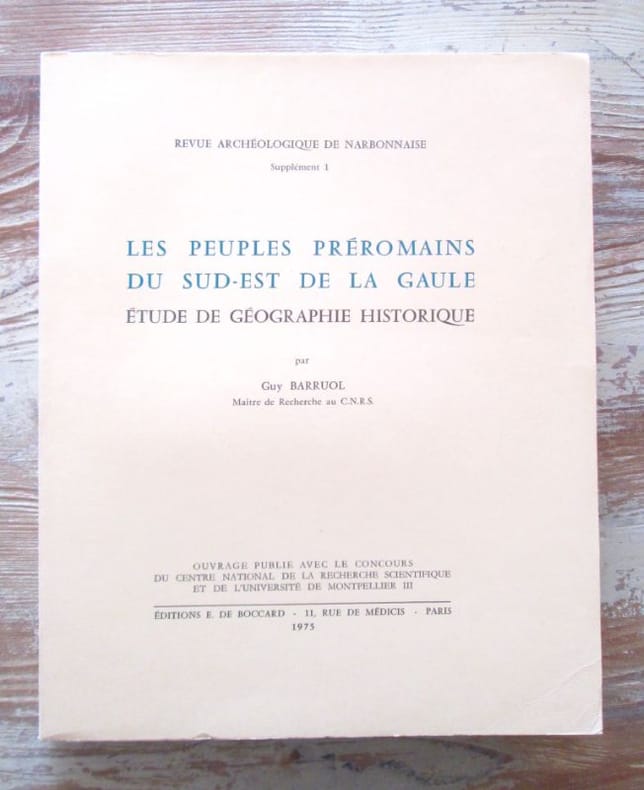 REVUE ARCHÉOLOGIQUE DE NARBONNAISE
Supplément 1
LES PEUPLES PRÉROMAINS
DU SUD-EST DE LA GAULE
ÉTUDE DE GÉOGRAPHIE HISTORIQUE
par
Guy BARRUOL
Maître de Recherche au C.N.R.S.
OUVRAGE PUBLIÉ AVEC LE CONCOURS
DU CENTRE NATIONAL DE LA RECHERCHE SCIENTIFIQUE
ET DE L'UNIVERSITÉ DE MONTPELLIER III
ÉDITIONS E. DE BOCCARD - 11, RUE DE MÉDICIS - PARIS
1975